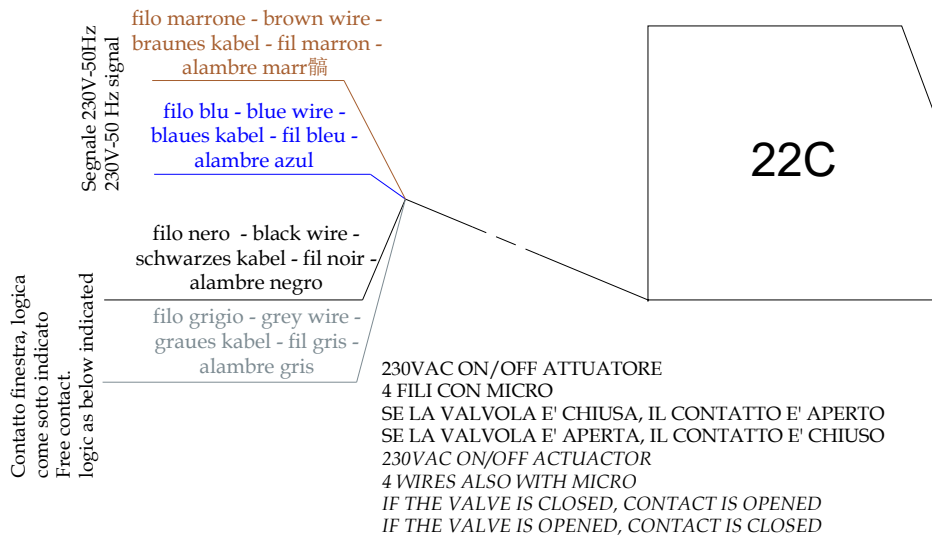 Segnale 230V-50Hz
230V-50 Hz signal
filo marrone - brown wire -
braunes kabel - fil marron -
alambre marr髇
filo blu - blue wire -
blaues kabel - fil bleu -
alambre azul
22C
Contatto finestra, logica
come sotto indicato
Free contact.
logic as below indicated
filo nero - black wire -
schwarzes kabel - fil noir -
alambre negro
filo grigio - grey wire -
graues kabel - fil gris -
alambre gris
230VAC ON/OFF ATTUATORE
4 FILI CON MICRO
SE LA VALVOLA E' CHIUSA, IL CONTATTO E' APERTO
SE LA VALVOLA E' APERTA, IL CONTATTO E' CHIUSO
230VAC ON/OFF ACTUACTOR
4 WIRES ALSO WITH MICRO
IF THE VALVE IS CLOSED, CONTACT IS OPENED
IF THE VALVE IS OPENED, CONTACT IS CLOSED